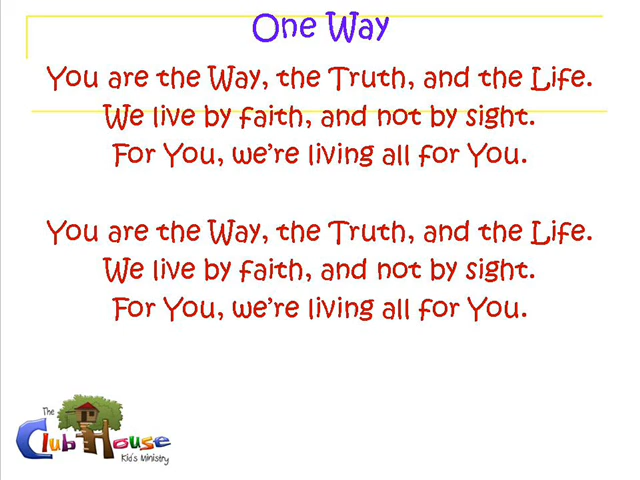 One Way
You are the Way, the Truth, and the Life.
We live by faith, and not by sight.
For You, we're living all for You.
You are the Way, the Truth, and the Life.
We live by faith, and not by sight.
For You, we're living all for You.
The
Club House
Kid's Ministry